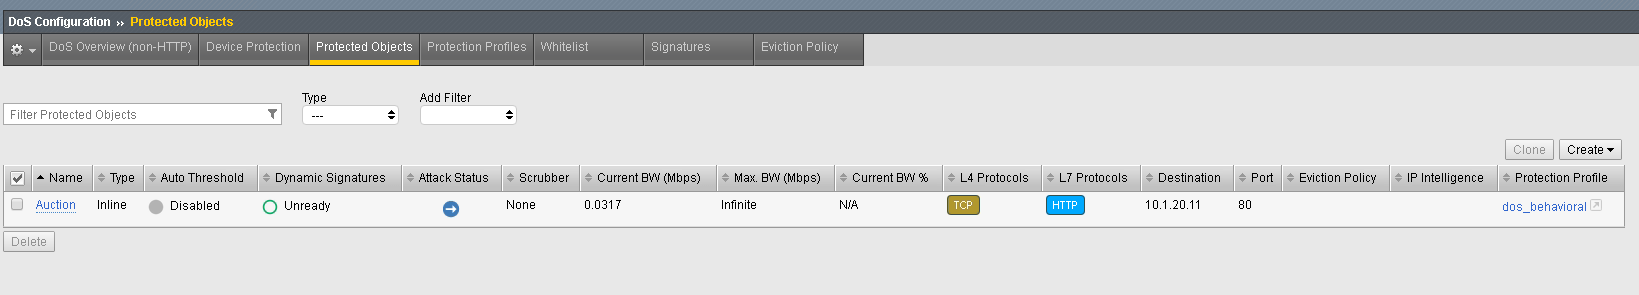 DoS Configuration ›› Protected Objects
DoS Overview (non-HTTP) Device Protection Protected Objects Protection Profiles Whitelist Signatures Eviction Policy
Type Add Filter
Filter Protected Objects ---
Clone Create
Name Type Auto Threshold Dynamic Signatures Attack Status Scrubber Current BW (Mbps) Max. BW (Mbps) Current BW % L4 Protocols L7 Protocols Destination Port Eviction Policy IP Intelligence Protection Profile
Auction Inline Disabled Unready None 0.0317 Infinite N/A TCP HTTP 10.1.20.11 80 dos_behavioral
Delete